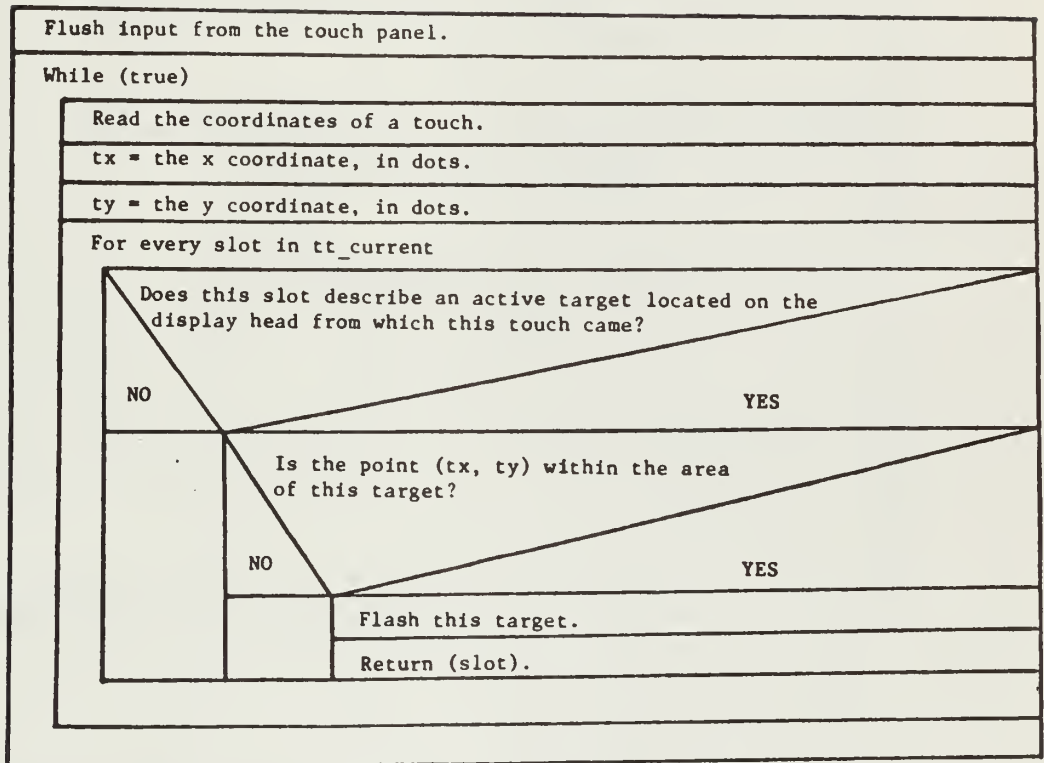 Flush input from the touch panel.
While (true)
Read the coordinates of a touch.
tx = the x coordinate, in dots.
ty = the y coordinate, in dots.
For every slot in tt_current
Does this slot describe an active target located on the
display head from which this touch came?
NO
YES
Is the point (tx, ty) within the area
of this target?
NO
YES
Flash this target.
Return (slot).